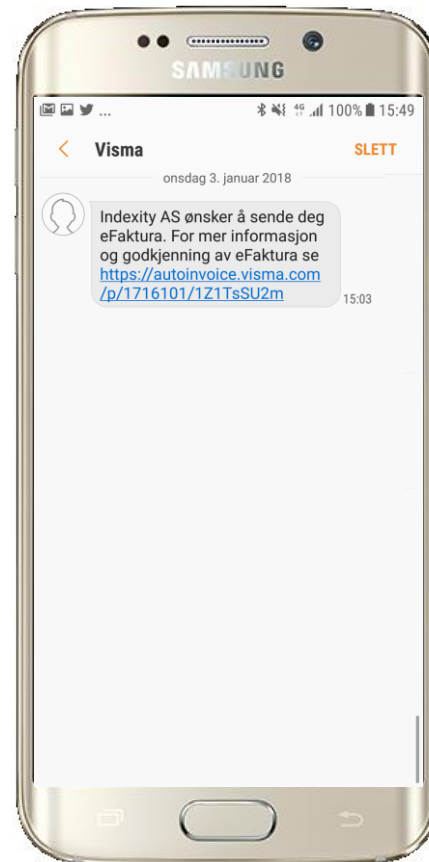 SAMSUNG
... 4G 100% 15:49
Visma
SLETT
onsdag 3. januar 2018
Indexity AS ønsker å sende deg
eFaktura. For mer informasjon
og godkjenning av eFaktura se
https://autoinvoice.visma.com
/p/1716101/1Z1TsSU2m
15:03